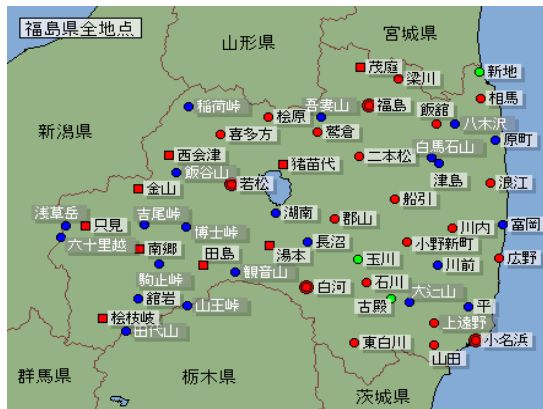 福島県全地点
山形県
宮城県
新潟県
茂庭
梁川
新地
相馬
稲荷峠
桧原
吾妻山
福島
飯舘
八木沢
喜多方
鷲倉
原町
西会津
飯谷山
猪苗代
二本松
白馬石山
津島
金山
若松
浪江
船引
浅草岳
只見
吉尾峠
博士峠
湖南
郡山
川内
富岡
六十里越
南郷
田島
湯本
長沼
小野新町
広野
駒止峠
観音山
玉川
川前
舘岩
山王峠
白河
石川
古殿
大辷山
平
桧枝岐
田代山
上遠野
東白川
山田
小名浜
群馬県
栃木県
茨城県